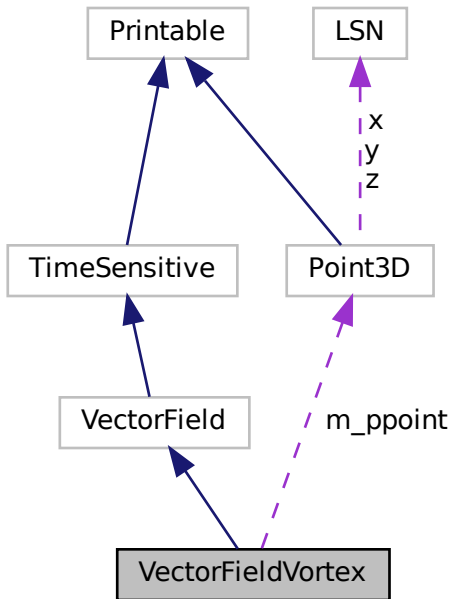 Printable
LSN
x
y
z
TimeSensitive
Point3D
VectorField
m_ppoint
VectorFieldVortex